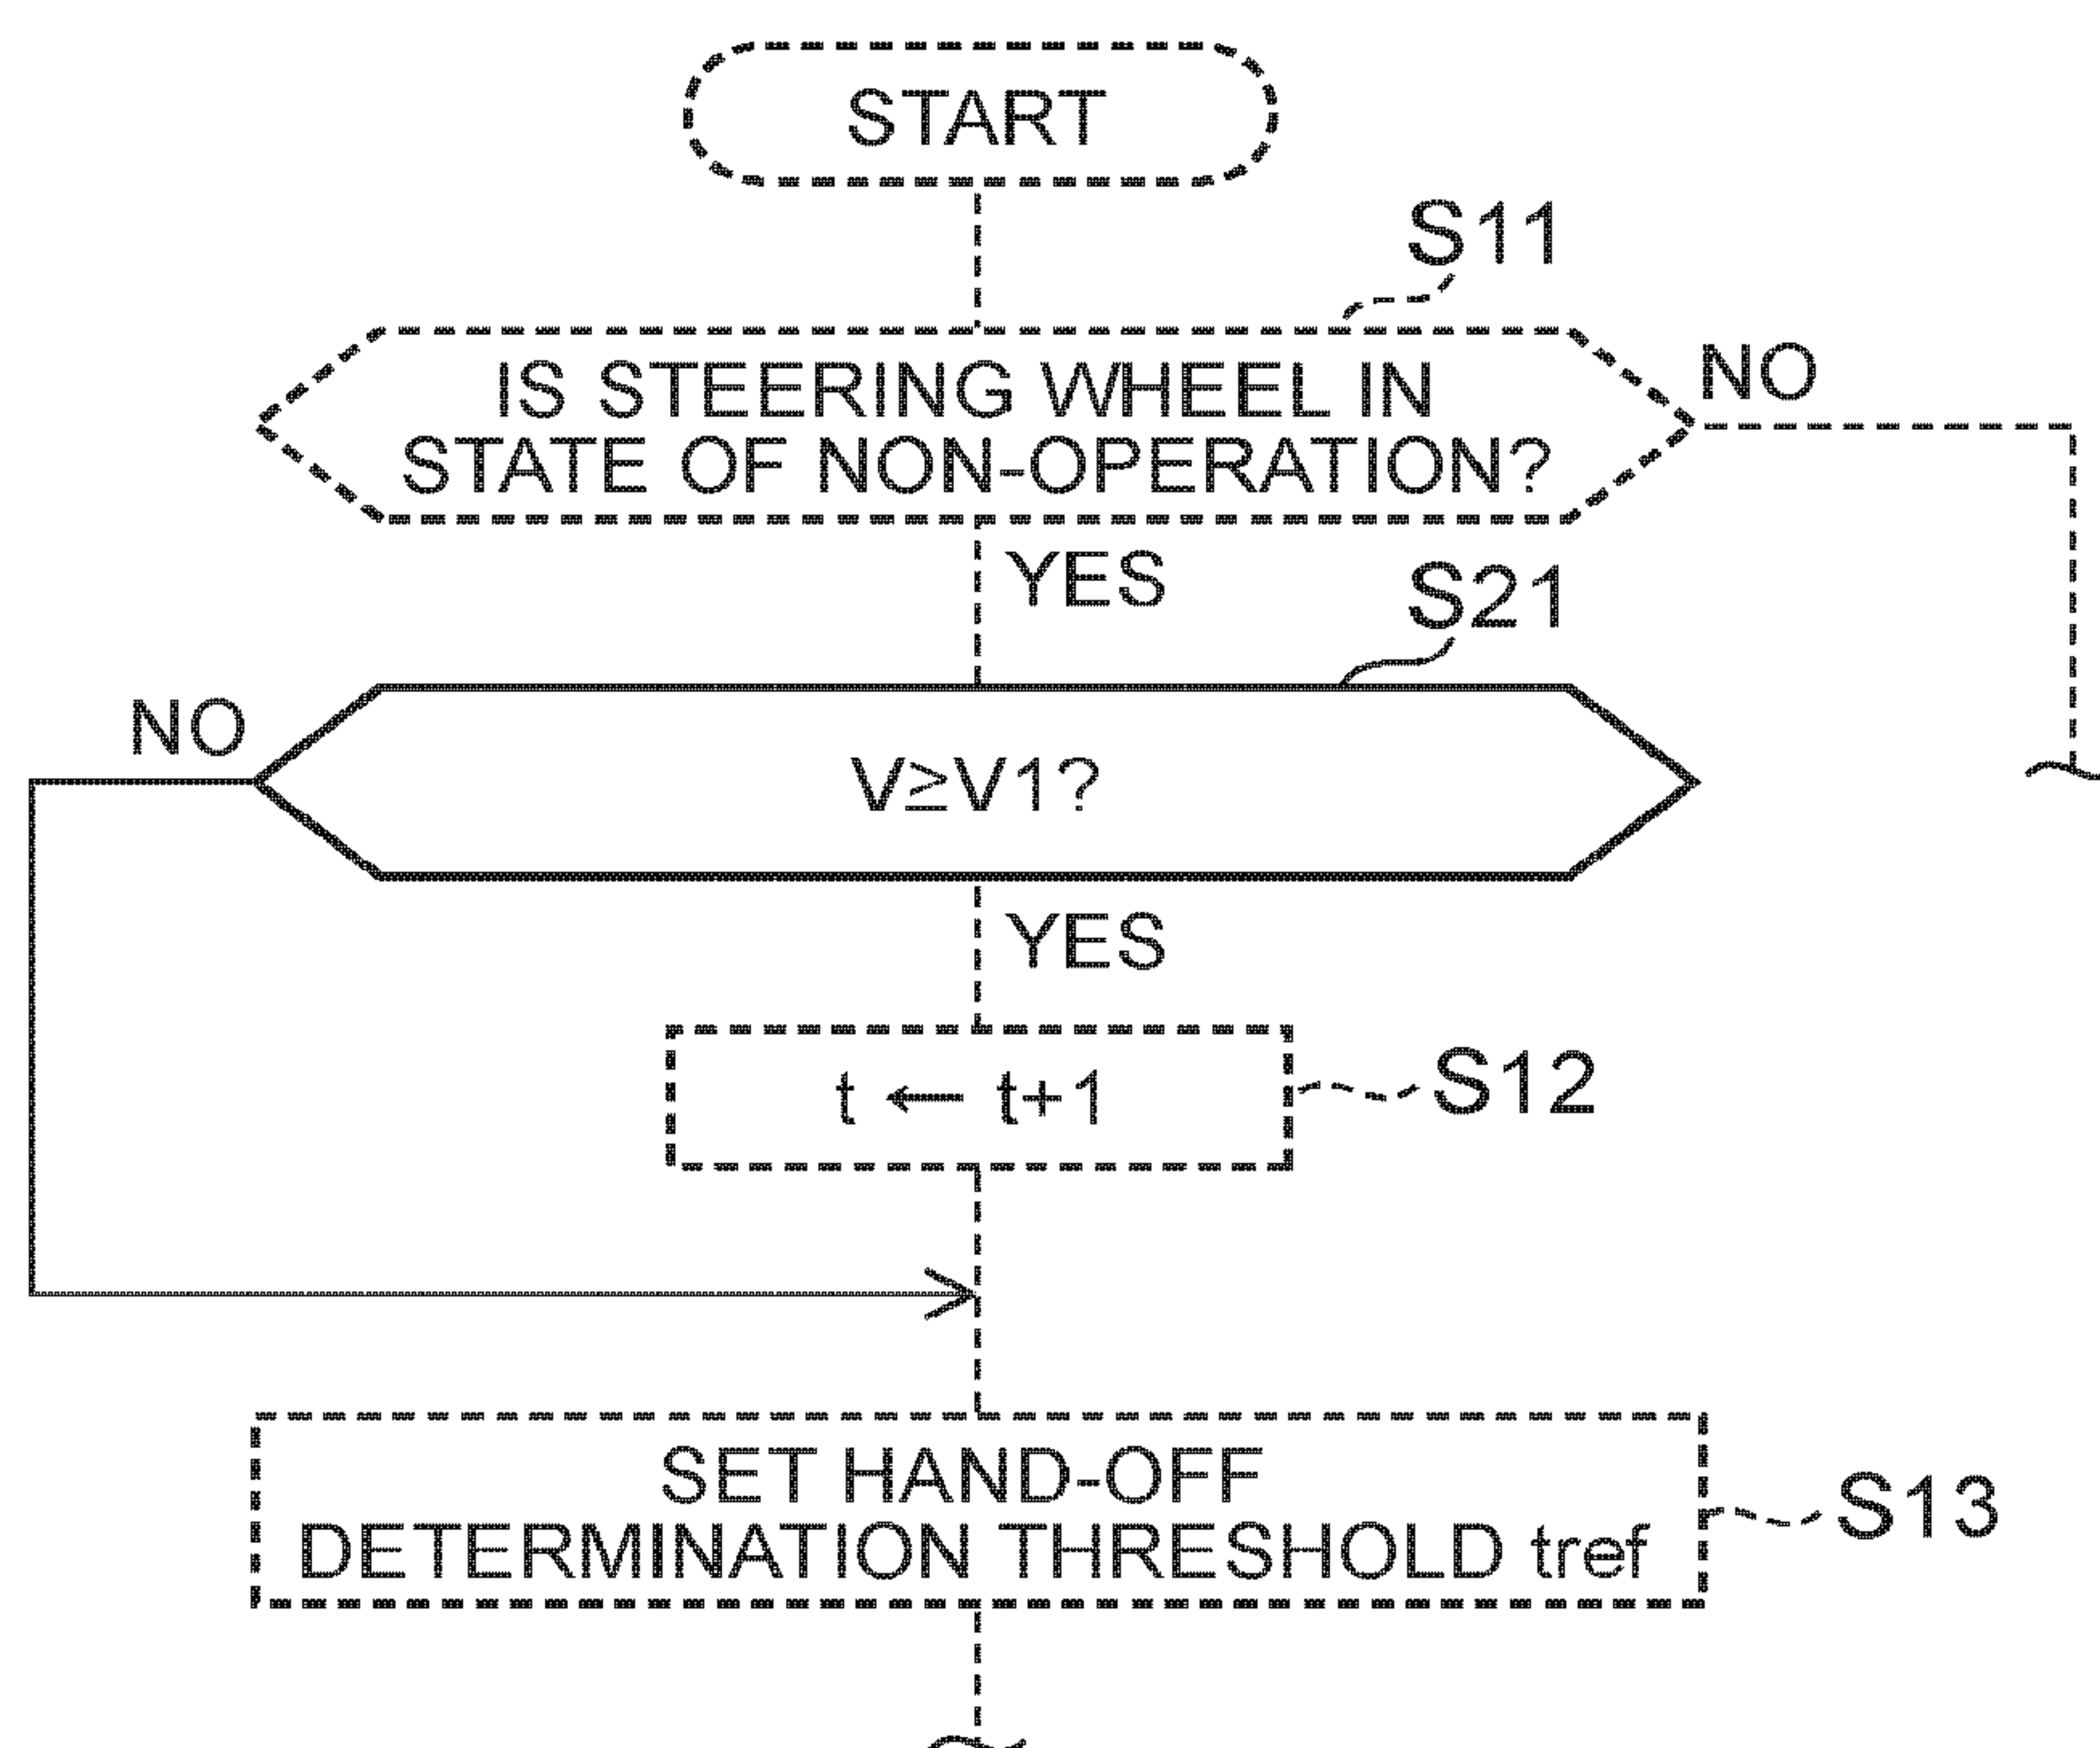 START
S11
IS STEERING WHEEL IN
STATE OF NON-OPERATION?
NO
YES
S21
NO
V≥V1?
YES
t ← t+1
S12
SET HAND-OFF
DETERMINATION THRESHOLD tref
S13